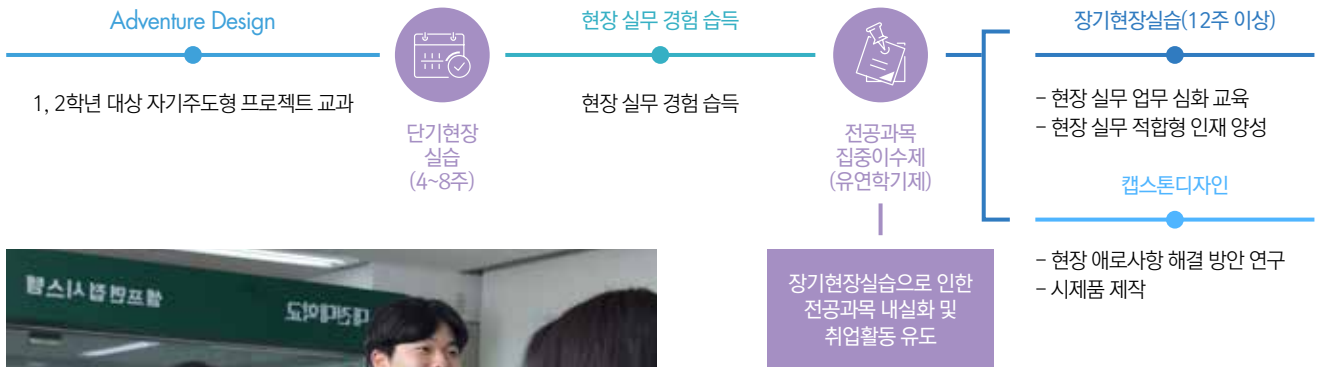 Adventure Design
1, 2학년 대상 자기주도형 프로젝트 교과
단기현장
실습
(4~8주)
현장 실무 경험 습득
현장 실무 경험 습득
전공과목
집중이수제
(유연학기제)
장기현장실습으로 인한
전공과목 내실화 및
취업활동 유도
장기현장실습(12주 이상)
– 현장 실무 업무 심화 교육
– 현장 실무 적합형 인재 양성
캡스톤디자인
– 현장 애로사항 해결 방안 연구
– 시제품 제작
셀프면접시스템